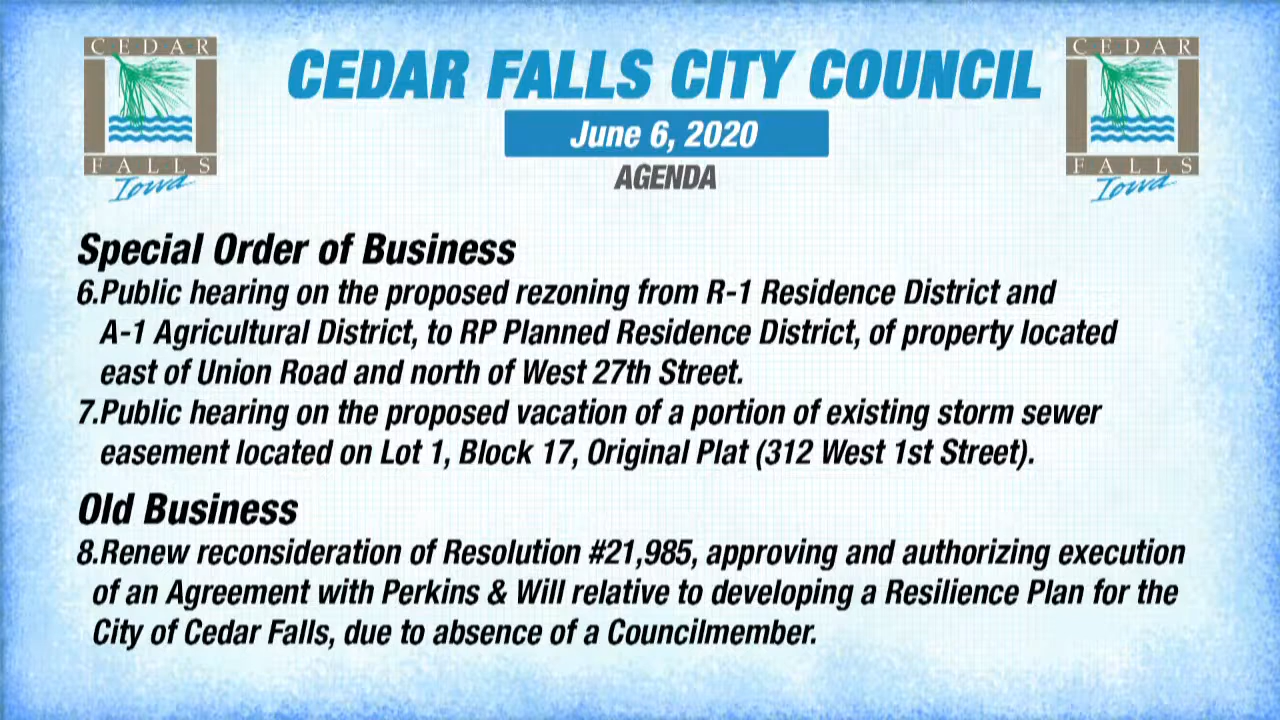 CEDAR
FALLS
Iowa
CEDAR FALLS CITY COUNCIL
June 6, 2020
AGENDA
CEDAR
FALLS
Iowa
Special Order of Business
6.Public hearing on the proposed rezoning from R-1 Residence District and
A-1 Agricultural District, to RP Planned Residence District, of property located
east of Union Road and north of West 27th Street.
7.Public hearing on the proposed vacation of a portion of existing storm sewer
easement located on Lot 1, Block 17, Original Plat (312 West 1st Street).
Old Business
8.Renew reconsideration of Resolution #21,985, approving and authorizing execution
of an Agreement with Perkins & Will relative to developing a Resilience Plan for the
City of Cedar Falls, due to absence of a Councilmember.